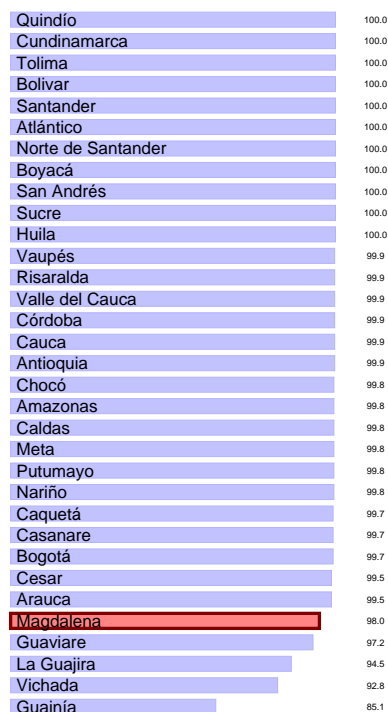 Quindío 100.0
Cundinamarca 100.0
Tolima 100.0
Bolivar 100.0
Santander 100.0
Atlántico 100.0
Norte de Santander 100.0
Boyacá 100.0
San Andrés 100.0
Sucre 100.0
Huila 100.0
Vaupés 99.9
Risaralda 99.9
Valle del Cauca 99.9
Córdoba 99.9
Cauca 99.9
Antioquia 99.9
Chocó 99.8
Amazonas 99.8
Caldas 99.8
Meta 99.8
Putumayo 99.8
Nariño 99.8
Caquetá 99.7
Casanare 99.7
Bogotá 99.7
Cesar 99.5
Arauca 99.5
Magdalena 98.0
Guaviare 97.2
La Guajira 94.5
Vichada 92.8
Guainía 85.1